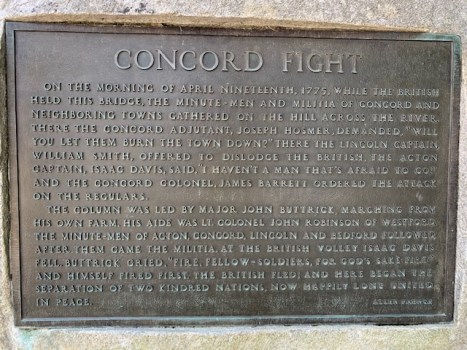 CONCORD FIGHT
ON THE MORNING OF APRIL NINETEENTH, 1775, WHILE THE BRITISH
HELD THIS BRIDGE, THE MINUTE-MEN AND MILITIA OF CONCORD AND
NEIGHBORING TOWNS GATHERED ON THE HILL ACROSS THE RIVER.
THERE THE CONCORD ADJUTANT, JOSEPH HOSMER, DEMANDED, "WILL
YOU LET THEM BURN THE TOWN DOWN?" THERE THE LINCOLN CAPTAIN,
WILLIAM SMITH, OFFERED TO DISLODGE THE BRITISH, THE ACTON
CAPTAIN, ISAAC DAVIS, SAID, "I HAVEN'T A MAN THAT'S AFRAID TO GO!"
AND THE CONCORD COLONEL, JAMES BARRETT ORDERED THE ATTACK
ON THE REGULARS.
THE COLUMN WAS LED BY MAJOR JOHN BUTTRICK, MARCHING FROM
HIS OWN FARM. HIS AIDE WAS LT. COLONEL JOHN ROBINSON OF WESTFORD.
THE MINUTE-MEN OF ACTON, CONCORD, LINCOLN AND BEDFORD FOLLOWED.
AFTER THEM CAME THE MILITIA. AT THE BRITISH VOLLEY ISAAC DAVIS
FELL. BUTTRICK CRIED, "FIRE, FELLOW-SOLDIERS, FOR GOD'S SAKE FIRE!"
AND HIMSELF FIRED FIRST. THE BRITISH FLED; AND HERE BEGAN THE
SEPARATION OF TWO KINDRED NATIONS, NOW HAPPILY LONG UNITED
IN PEACE. ALLEN FRENCH